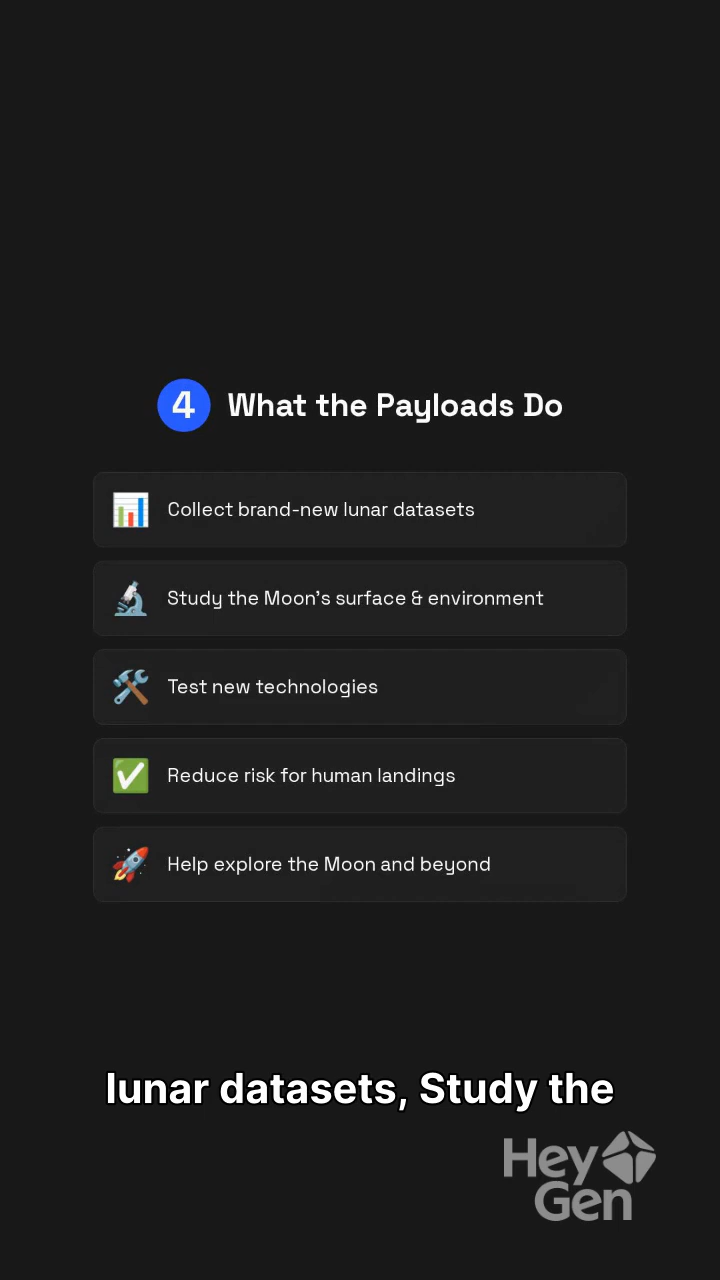 4 What the Payloads Do
Collect brand-new lunar datasets
Study the Moon's surface & environment
Test new technologies
Reduce risk for human landings
Help explore the Moon and beyond
lunar datasets, Study the
Hey
Gen